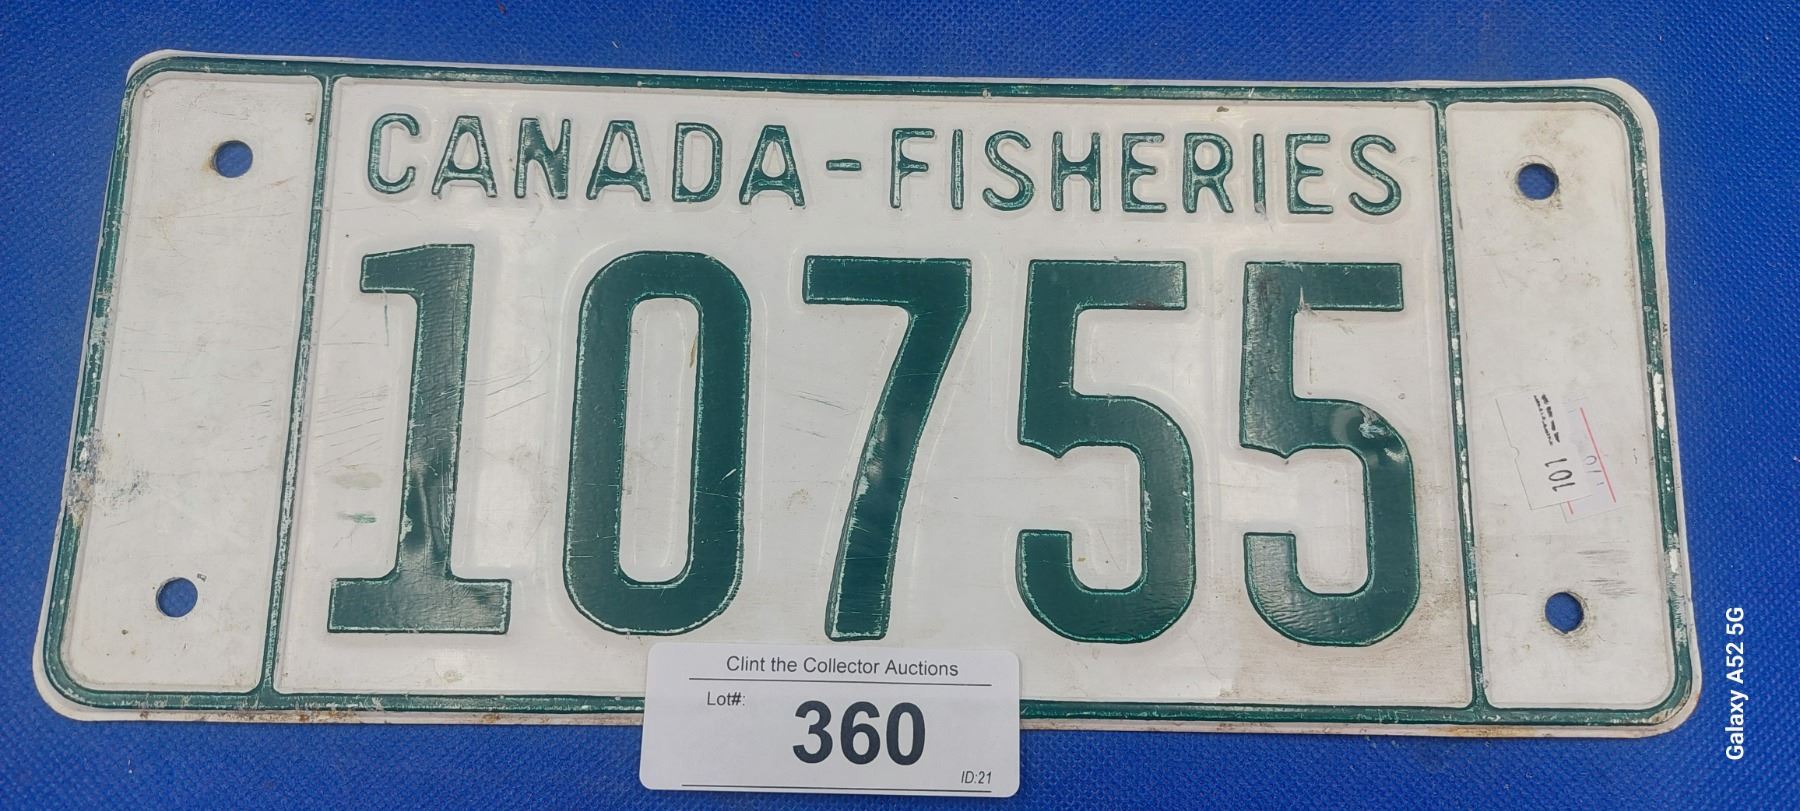 CANADA-FISHERIES
10755
101
Clint the Collector Auctions
Lot#:
360
ID:21
Galaxy A52 5G